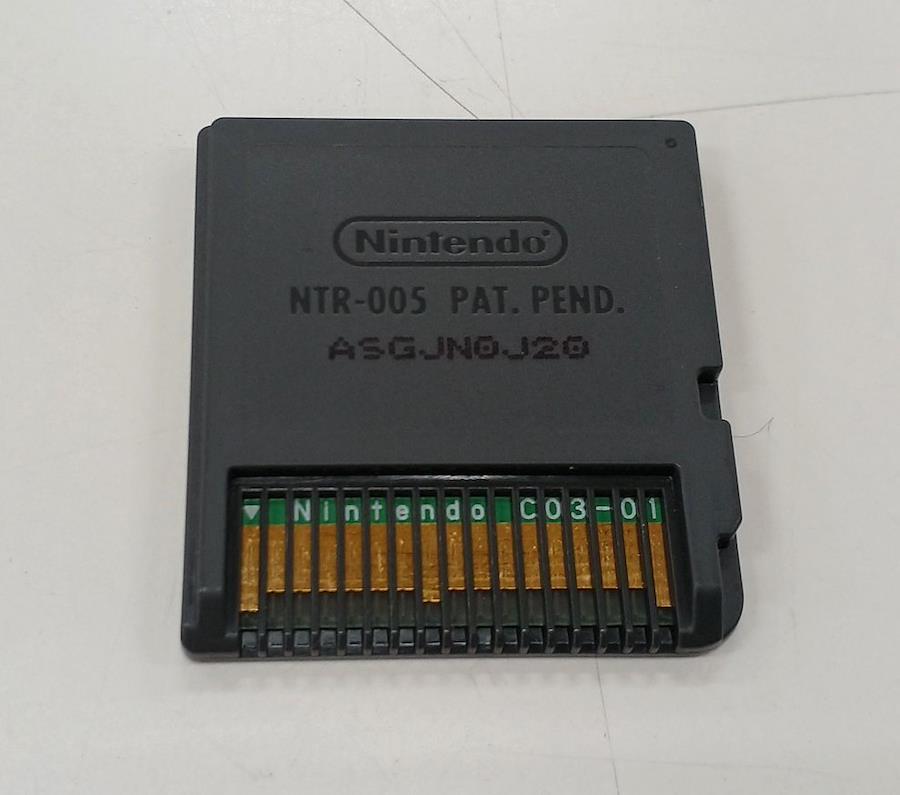 Nintendo
NTR-005 PAT. PEND.
ASGJN0J20
▼ Nintendo C03-01